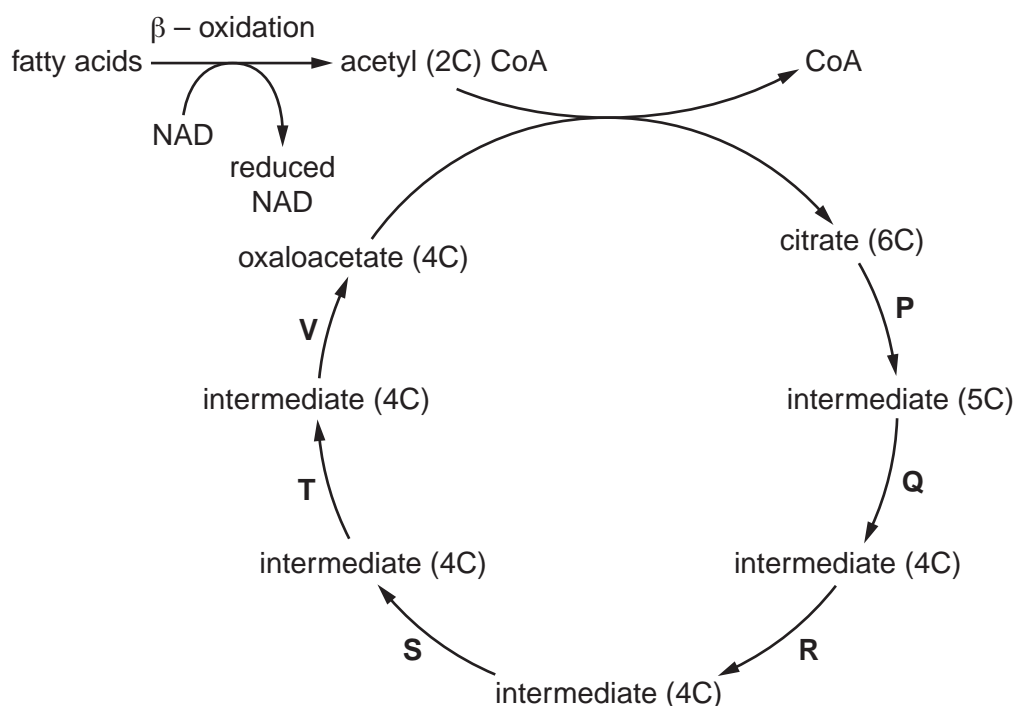 β – oxidation
fatty acids acetyl (2C) CoA CoA
NAD
reduced
NAD
oxaloacetate (4C)
citrate (6C)
P
V
intermediate (4C)
intermediate (5C)
Q
T
intermediate (4C)
intermediate (4C)
S
R
intermediate (4C)